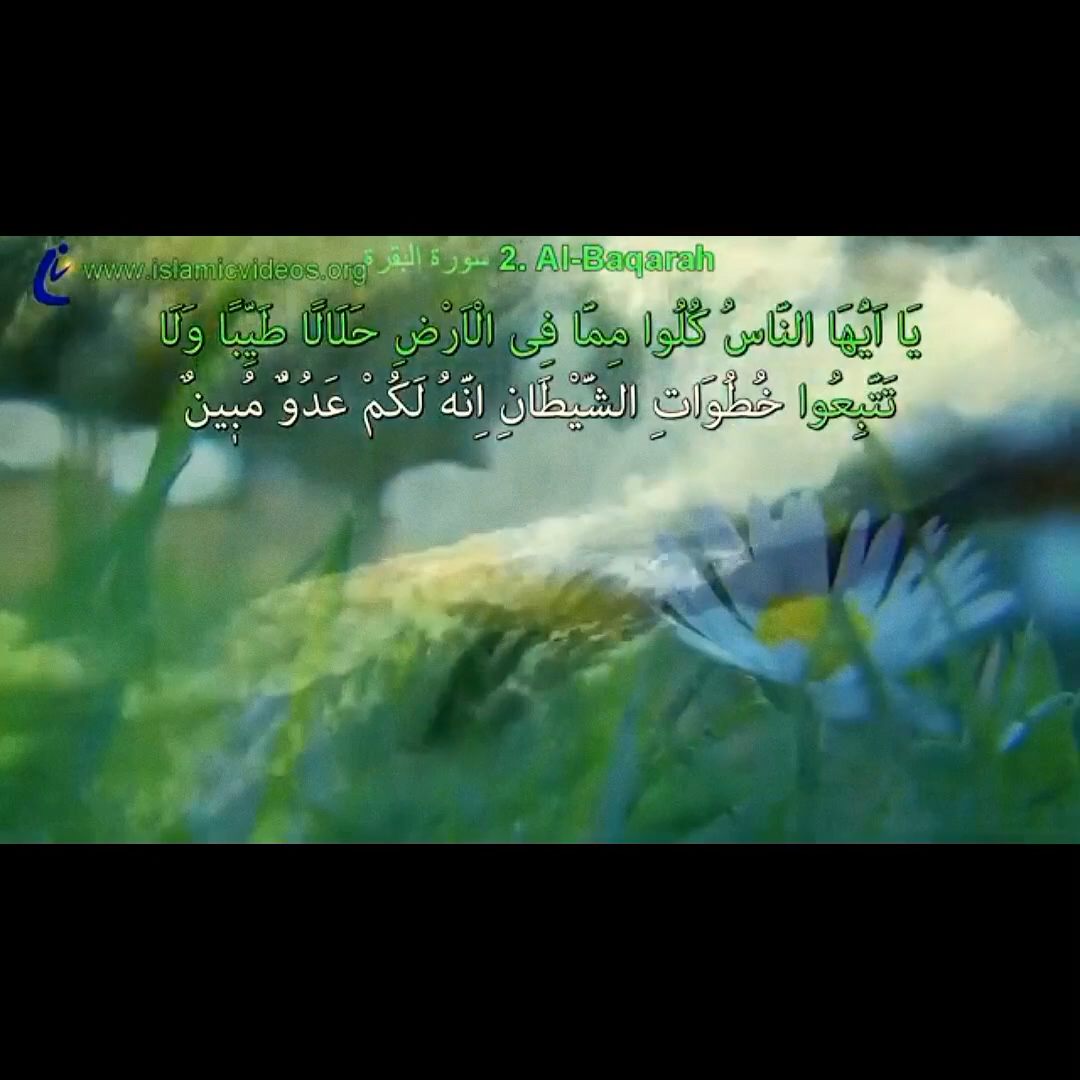 www.islamicvideos.org
سورة البقرة 2. Al-Baqarah
يَا اَيُّهَا النَّاسُ كُلُوا مِمَّا فِى الْاَرْضِ حَلَالًا طَيِّبًا وَلَا
تَتَّبِعُوا خُطُوَاتِ الشَّيْطَانِ اِنَّهُ لَكُمْ عَدُوٌّ مُبٖينٌ